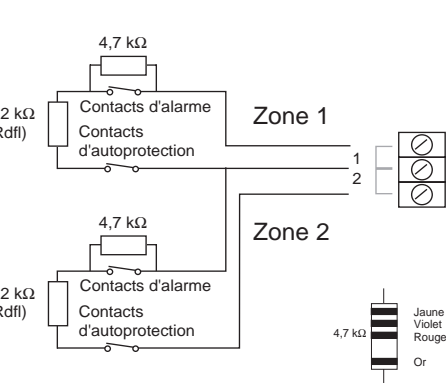 4,7 kΩ
2 kΩ
Rdfl)
Contacts d'alarme
Contacts
d'autoprotection
Zone 1
1
2
4,7 kΩ
Zone 2
2 kΩ
Rdfl)
Contacts d'alarme
Contacts
d'autoprotection
4,7 kΩ
Jaune
Violet
Rouge
Or